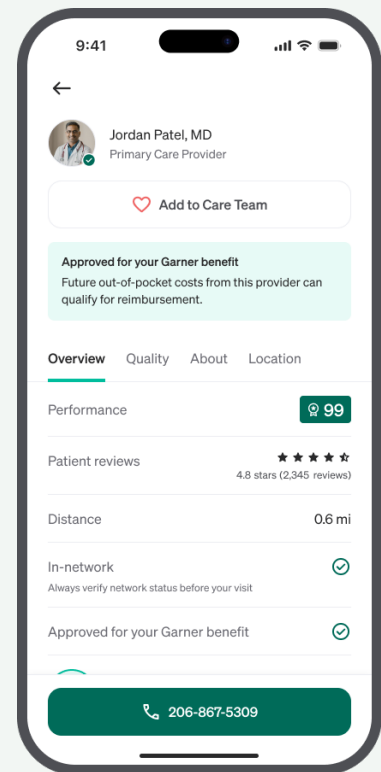 9:41
Jordan Patel, MD
Primary Care Provider
Add to Care Team
Approved for your Garner benefit
Future out-of-pocket costs from this provider can
qualify for reimbursement.
Overview Quality About Location
Performance 99
Patient reviews
4.8 stars (2,345 reviews)
Distance 0.6 mi
In-network
Always verify network status before your visit
Approved for your Garner benefit
206-867-5309